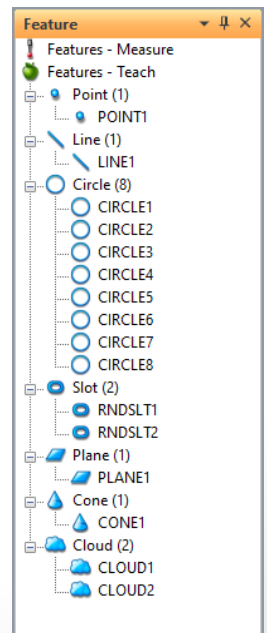 Feature
Features - Measure
Features - Teach
Point (1)
POINT1
Line (1)
LINE1
Circle (8)
CIRCLE1
CIRCLE2
CIRCLE3
CIRCLE4
CIRCLE5
CIRCLE6
CIRCLE7
CIRCLE8
Slot (2)
RNDSLT1
RNDSLT2
Plane (1)
PLANE1
Cone (1)
CONE1
Cloud (2)
CLOUD1
CLOUD2